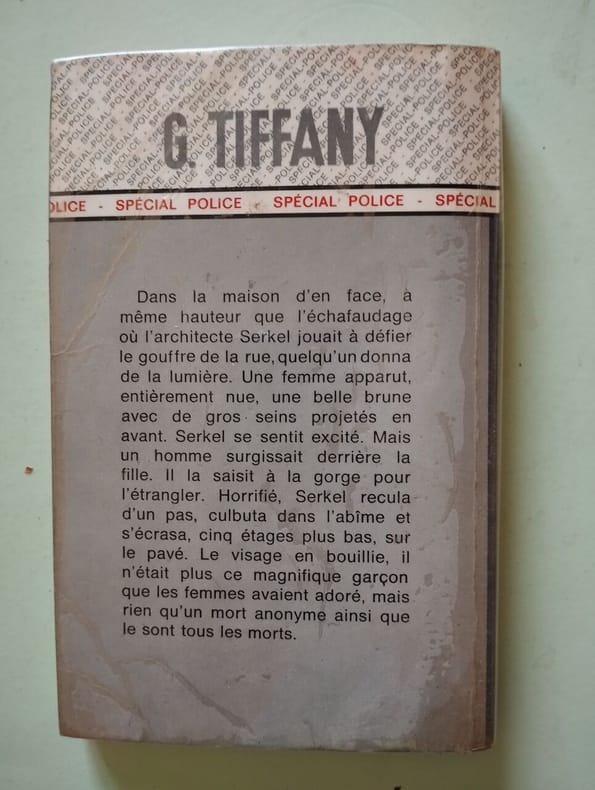 G. TIFFANY
OLICE - SPÉCIAL POLICE - SPÉCIAL POLICE - SPÉCIAL
Dans la maison d'en face, à
même hauteur que l'échafaudage
où l'architecte Serkel jouait à défier
le gouffre de la rue, quelqu'un donna
de la lumière. Une femme apparut,
entièrement nue, une belle brune
avec de gros seins projetés en
avant. Serkel se sentit excité. Mais
un homme surgissait derrière la
fille. Il la saisit à la gorge pour
l'étrangler. Horrifié, Serkel recula
d'un pas, culbuta dans l'abîme et
s'écrasa, cinq étages plus bas, sur
le pavé. Le visage en bouillie, il
n'était plus ce magnifique garçon
que les femmes avaient adoré, mais
rien qu'un mort anonyme ainsi que
le sont tous les morts.